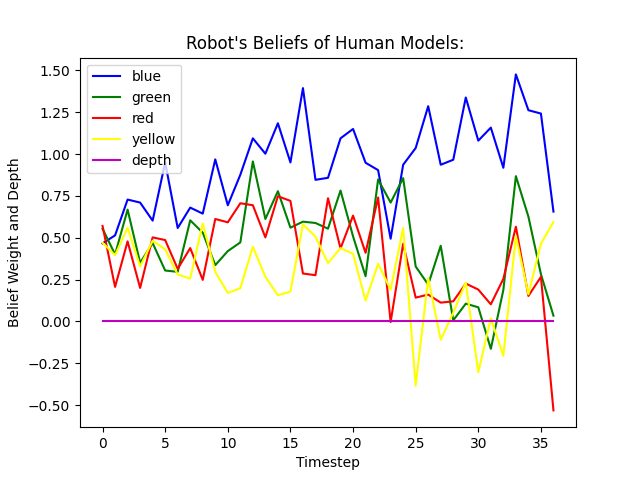 Robot's Beliefs of Human Models:
blue
green
red
yellow
depth
1.50
1.25
1.00
0.75
0.50
0.25
0.00
−0.25
−0.50
Belief Weight and Depth
0 5 10 15 20 25 30 35
Timestep